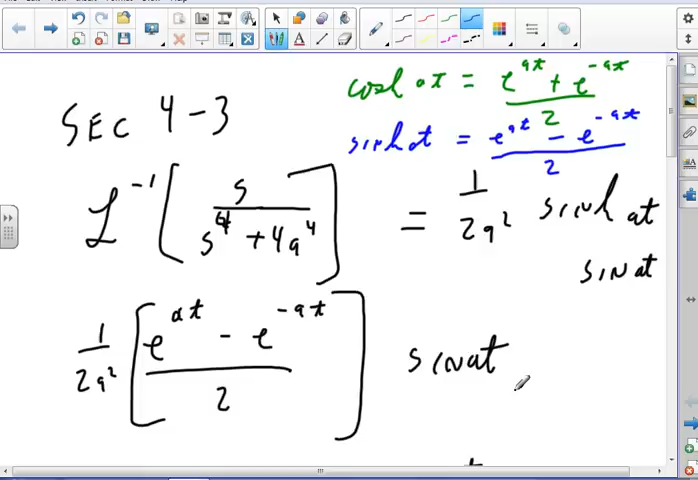 cosh at = (e^{at} + e^{-at}) / 2
SEC 4-3
sinh at = (e^{at} - e^{-at}) / 2
L^{-1} [ s / (s^4 + 4a^4) ] = 1 / (2a^2) sinh at
sin at
1 / (2a^2) [ (e^{at} - e^{-at}) / 2 ] sin at